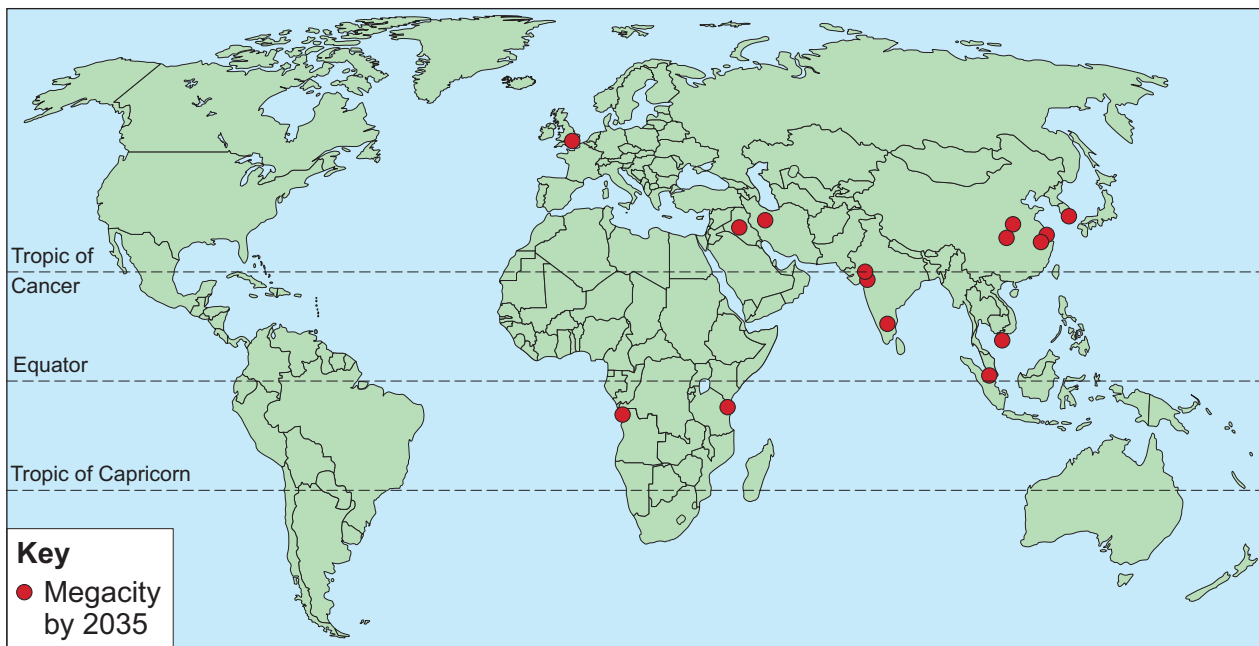 Tropic of
Cancer
Equator
Tropic of Capricorn
Key
Megacity
by 2035